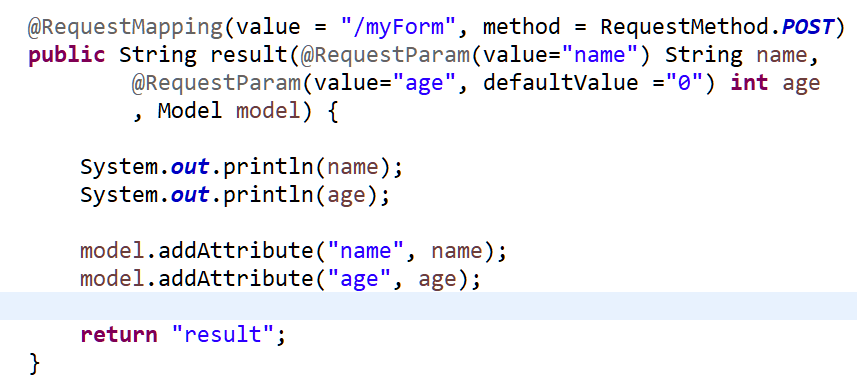 @RequestMapping(value = "/myForm", method = RequestMethod.POST)
public String result(@RequestParam(value="name") String name,
@RequestParam(value="age", defaultValue ="0") int age
, Model model) {
System.out.println(name);
System.out.println(age);
model.addAttribute("name", name);
model.addAttribute("age", age);
return "result";
}